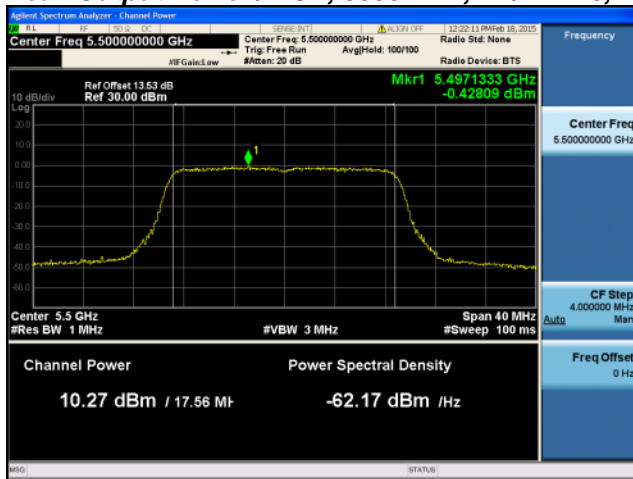 Agilent Spectrum Analyzer - Channel Power
RL RF 50 Ω DC SENSE:INT ALIGN OFF 12:22:11 PMFeb 18, 2015
Center Freq 5.500000000 GHz
Center Freq: 5.500000000 GHz
Radio Std: None
Trig: Free Run Avg|Hold: 100/100
#IFGain:Low #Atten: 20 dB Radio Device: BTS
Frequency
Ref Offset 13.53 dB
10 dB/div Ref 30.00 dBm
Mkr1 5.4971333 GHz
-0.42809 dBm
Log
20.0
10.0
0.00
-10.0
-20.0
-30.0
-40.0
-50.0
-60.0
1
Center Freq
5.500000000 GHz
Center 5.5 GHz Span 40 MHz
#Res BW 1 MHz #VBW 3 MHz #Sweep 100 ms
CF Step
4.000000 MHz
Auto Man
Channel Power Power Spectral Density
10.27 dBm / 17.56 MH
-62.17 dBm /Hz
Freq Offset
0 Hz
MSG STATUS